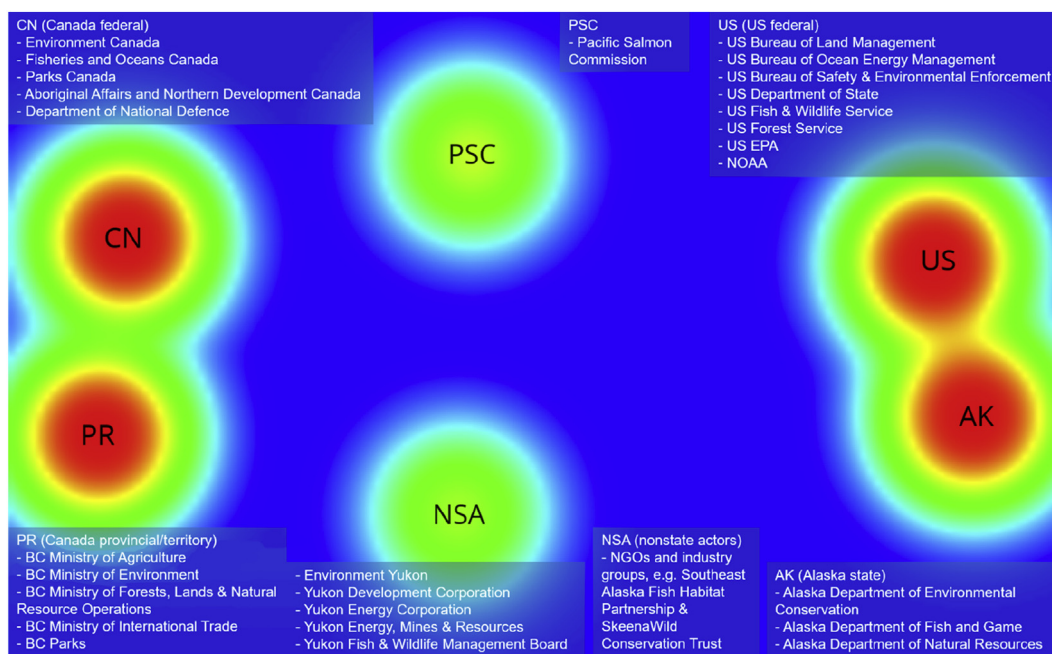 CN (Canada federal)
- Environment Canada
- Fisheries and Oceans Canada
- Parks Canada
- Aboriginal Affairs and Northern Development Canada
- Department of National Defence
PSC
- Pacific Salmon
Commission
US (US federal)
- US Bureau of Land Management
- US Bureau of Ocean Energy Management
- US Bureau of Safety & Environmental Enforcement
- US Department of State
- US Fish & Wildlife Service
- US Forest Service
- US EPA
- NOAA
PSC
CN
US
PR
AK
NSA
PR (Canada provincial/territory)
- BC Ministry of Agriculture
- BC Ministry of Environment
- BC Ministry of Forests, Lands & Natural
Resource Operations
- BC Ministry of International Trade
- BC Parks
- Environment Yukon
- Yukon Development Corporation
- Yukon Energy Corporation
- Yukon Energy, Mines & Resources
- Yukon Fish & Wildlife Management Board
NSA (nonstate actors)
- NGOs and industry
groups, e.g. Southeast
Alaska Fish Habitat
Partnership &
SkeenaWild
Conservation Trust
AK (Alaska state)
- Alaska Department of Environmental
Conservation
- Alaska Department of Fish and Game
- Alaska Department of Natural Resources